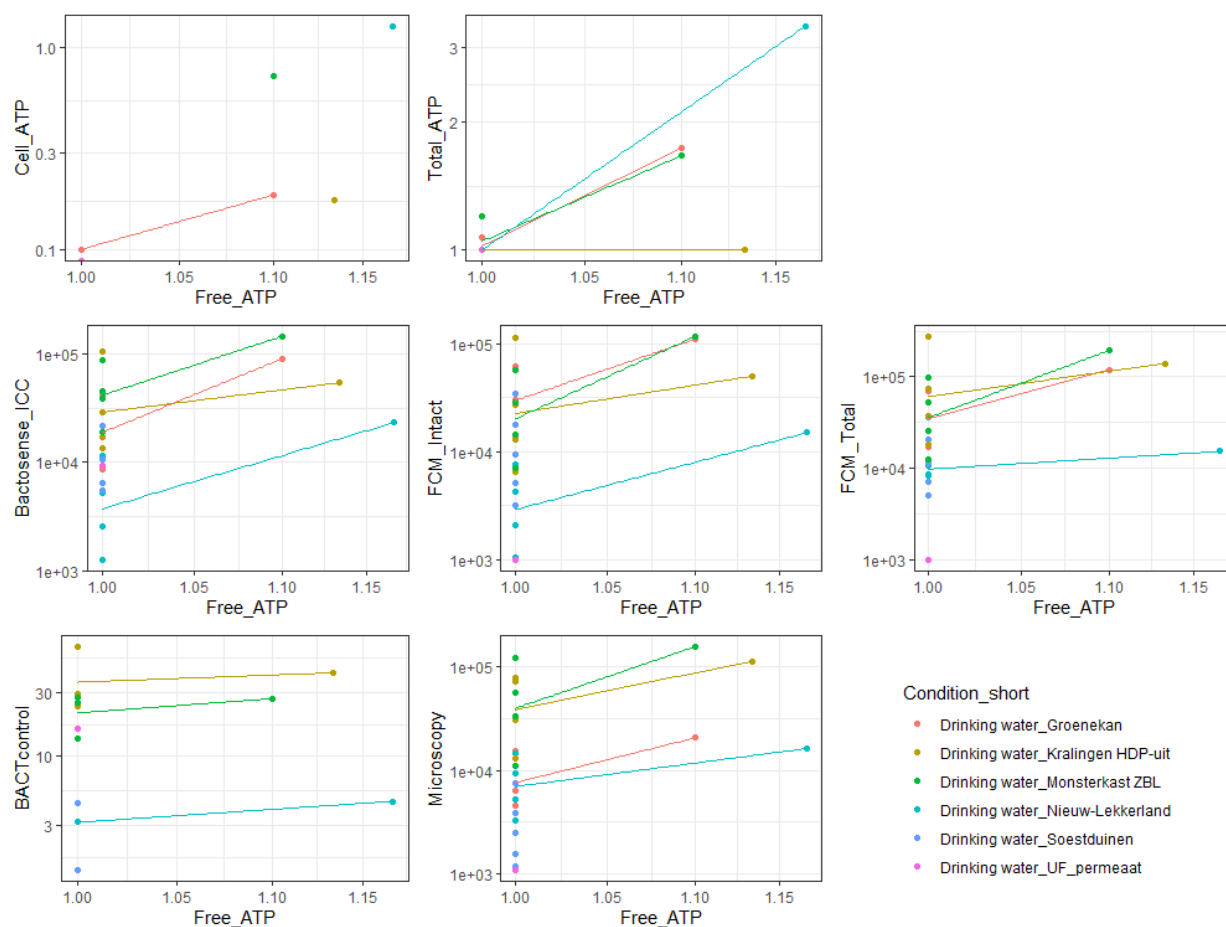 Cell_ATP
1.0
0.3
0.1
1.00 1.05 1.10 1.15
Free_ATP
Total_ATP
3
2
1
1.00 1.05 1.10 1.15
Free_ATP
Bactosense_ICC
1e+05
1e+04
1e+03
1.00 1.05 1.10 1.15
Free_ATP
FCM_Intact
1e+05
1e+04
1e+03
1.00 1.05 1.10 1.15
Free_ATP
FCM_Total
1e+05
1e+04
1e+03
1.00 1.05 1.10 1.15
Free_ATP
BACTcontrol
30
10
3
1.00 1.05 1.10 1.15
Free_ATP
Microscopy
1e+05
1e+04
1e+03
1.00 1.05 1.10 1.15
Free_ATP
Condition_short
Drinking water_Groenekan
Drinking water_Kralingen HDP-uit
Drinking water_Monsterkast ZBL
Drinking water_Nieuw-Lekkerland
Drinking water_Soestduinen
Drinking water_UF_permeaat